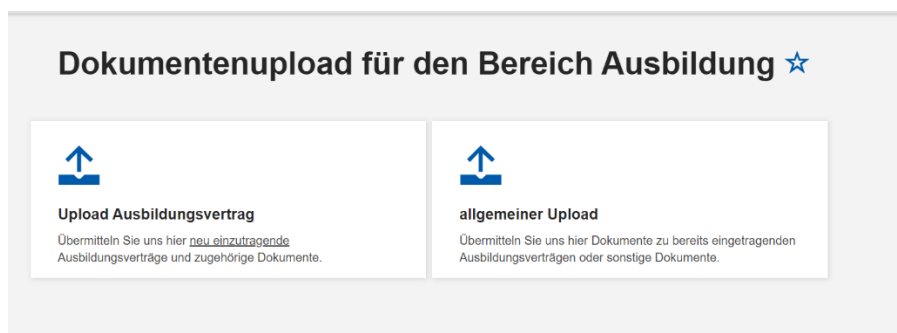 Dokumentenupload für den Bereich Ausbildung
Upload Ausbildungsvertrag
Übermitteln Sie uns hier neu einzutragende
Ausbildungsverträge und zugehörige Dokumente.
allgemeiner Upload
Übermitteln Sie uns hier Dokumente zu bereits eingetragenden
Ausbildungsverträgen oder sonstige Dokumente.